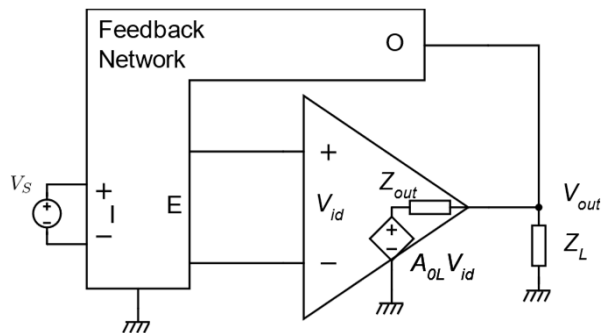 Feedback
Network
O
V_S
+
−
I
E
+
V_id
−
Z_out
+
−
A_0L V_id
V_out
Z_L